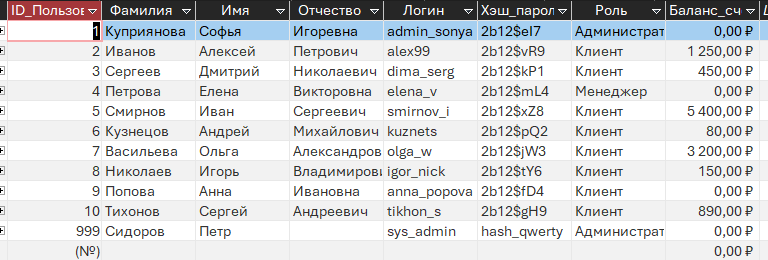 ID_Пользов Фамилия Имя Отчество Логин Хэш_парол Роль Баланс_сч
1 Куприянова Софья Игоревна admin_sonya 2b12$eI7 Администрат 0,00 ₽
2 Иванов Алексей Петрович alex99 2b12$vR9 Клиент 1 250,00 ₽
3 Сергеев Дмитрий Николаевич dima_serg 2b12$kP1 Клиент 450,00 ₽
4 Петрова Елена Викторовна elena_v 2b12$mL4 Менеджер 0,00 ₽
5 Смирнов Иван Сергеевич smirnov_i 2b12$xZ8 Клиент 5 400,00 ₽
6 Кузнецов Андрей Михайлович kuznets 2b12$pQ2 Клиент 80,00 ₽
7 Васильева Ольга Александров olga_w 2b12$jW3 Клиент 3 200,00 ₽
8 Николаев Игорь Владимирови igor_nick 2b12$tY6 Клиент 150,00 ₽
9 Попова Анна Ивановна anna_popova 2b12$fD4 Клиент 0,00 ₽
10 Тихонов Сергей Андреевич tikhon_s 2b12$gH9 Клиент 890,00 ₽
999 Сидоров Петр sys_admin hash_qwerty Администрат 0,00 ₽
(№) 0,00 ₽